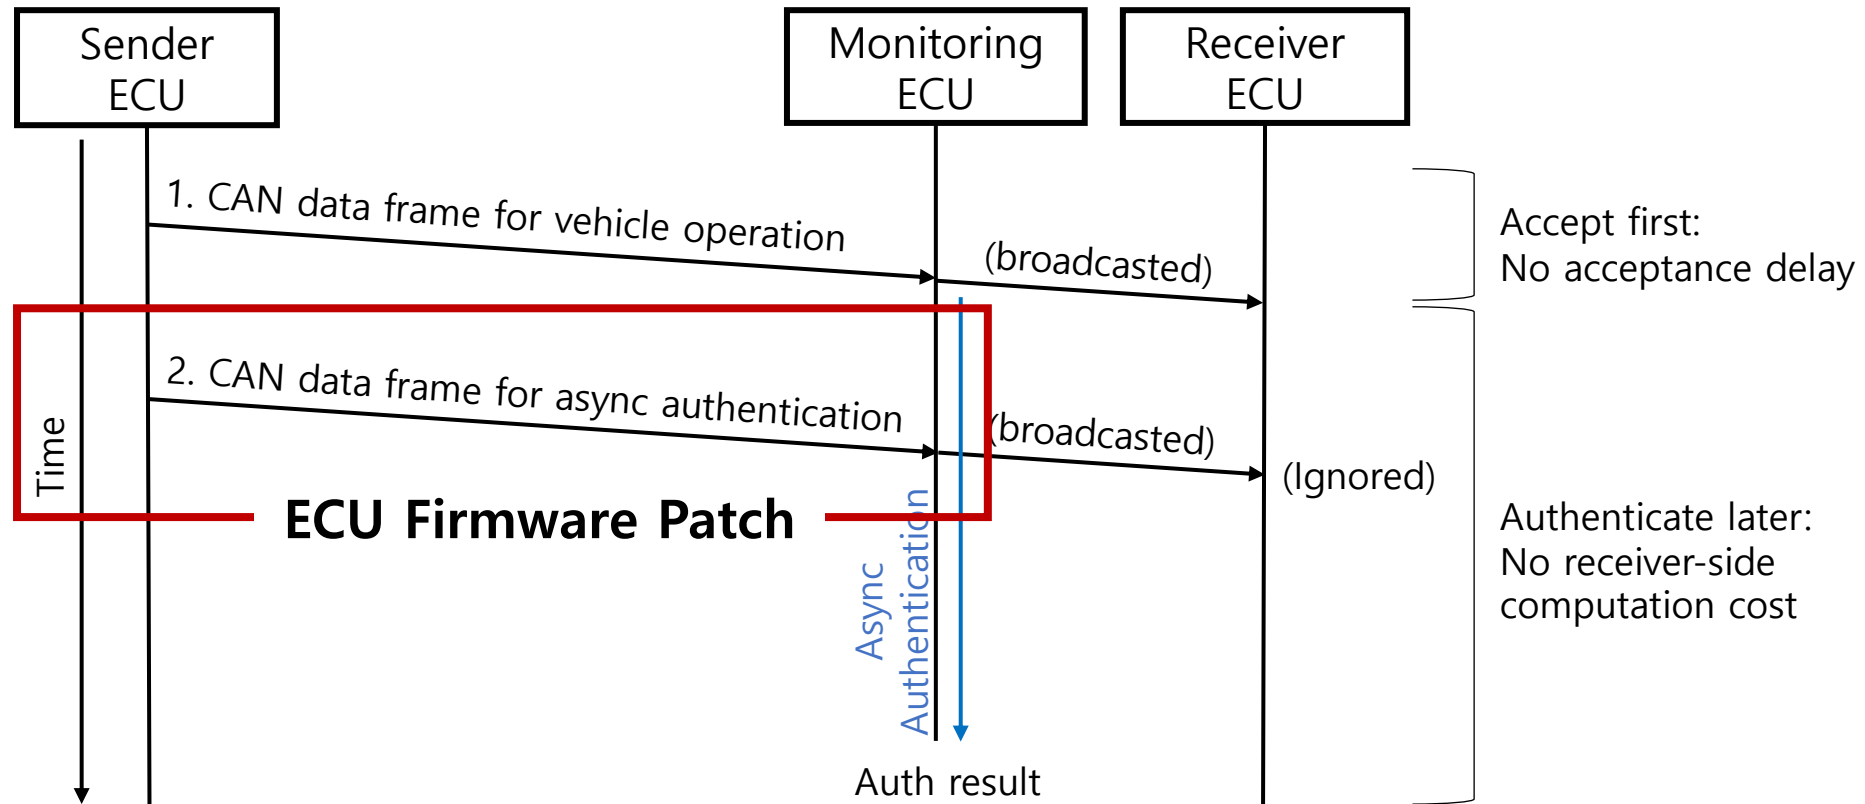 Sender
ECU
Monitoring
ECU
Receiver
ECU
1. CAN data frame for vehicle operation
(broadcasted)
Accept first:
No acceptance delay
2. CAN data frame for async authentication
(broadcasted)
(Ignored)
Time
ECU Firmware Patch
Async
Authentication
Authenticate later:
No receiver-side
computation cost
Auth result